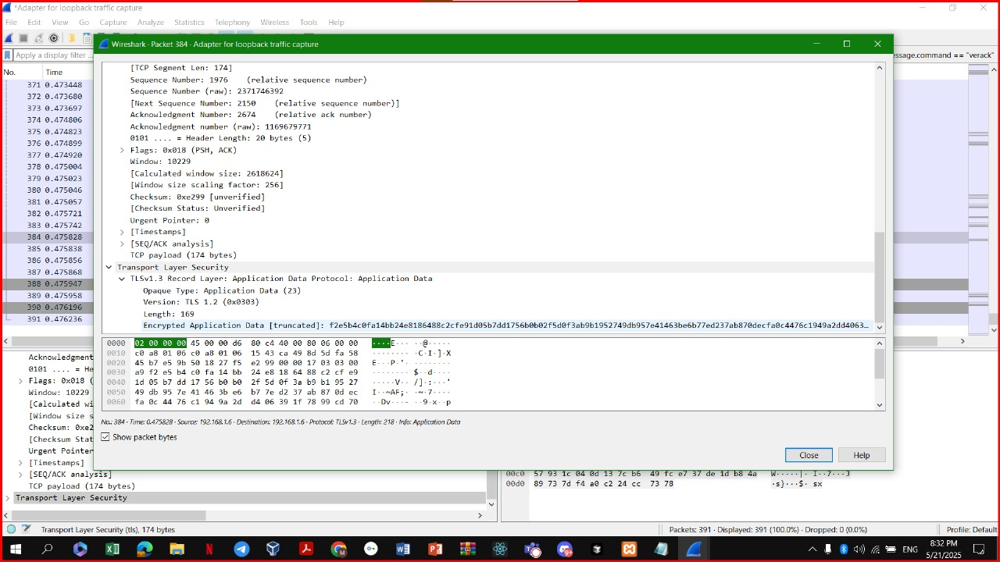 *Adapter for loopback traffic capture
File Edit View Go Capture Analyze Statistics Telephony Wireless Tools Help
Apply a display filter ...
essage.command == "verack"
No. Time
371 0.473448
372 0.473680
373 0.473697
374 0.474806
375 0.474823
376 0.474899
377 0.474920
378 0.475004
379 0.475023
380 0.475046
381 0.475057
382 0.475721
383 0.475742
384 0.475828
385 0.475838
386 0.475856
387 0.475868
388 0.475947
389 0.475958
390 0.476196
391 0.476236
Wireshark · Packet 384 · Adapter for loopback traffic capture
[TCP Segment Len: 174]
Sequence Number: 1976 (relative sequence number)
Sequence Number (raw): 2371746392
[Next Sequence Number: 2150 (relative sequence number)]
Acknowledgment Number: 2674 (relative ack number)
Acknowledgment number (raw): 1169679771
0101 .... = Header Length: 20 bytes (5)
Flags: 0x018 (PSH, ACK)
Window: 10229
[Calculated window size: 2618624]
[Window size scaling factor: 256]
Checksum: 0xe299 [unverified]
[Checksum Status: Unverified]
Urgent Pointer: 0
[Timestamps]
[SEQ/ACK analysis]
TCP payload (174 bytes)
Transport Layer Security
TLSv1.3 Record Layer: Application Data Protocol: Application Data
Opaque Type: Application Data (23)
Version: TLS 1.2 (0x0303)
Length: 169
Encrypted Application Data [truncated]: f2e5b4c0fa14bb24e8186488c2cfe91d05b7dd1756b0b02f5d0f3ab9b1952749db957e41463be6b77ed237ab870decfa0c4476c1949a2dd4063…
0000 02 00 00 00 45 00 00 d6 80 c4 40 00 80 06 00 00 ····E··· ··@·····
0010 c0 a8 01 06 c0 a8 01 06 15 43 ca 49 8d 5d fa 58 ········ ·C·I·]·X
0020 45 b7 e5 9b 50 18 27 f5 e2 99 00 00 17 03 03 00 E···P·'· ········
0030 a9 f2 e5 b4 c0 fa 14 bb 24 e8 18 64 88 c2 cf e9 ········ $··d····
0040 1d 05 b7 dd 17 56 b0 b0 2f 5d 0f 3a b9 b1 95 27 ·····V·· /]·:···'
0050 49 db 95 7e 41 46 3b e6 b7 7e d2 37 ab 87 0d ec I··~AF;· ·~·7····
0060 fa 0c 44 76 c1 94 9a 2d d4 06 39 1f 78 99 cd 70 ··Dv···- ··9·x··p
No.: 384 · Time: 0.475828 · Source: 192.168.1.6 · Destination: 192.168.1.6 · Protocol: TLSv1.3 · Length: 218 · Info: Application Data
Show packet bytes
Close Help
Acknowledgm
0101 .... = He
Flags: 0x018 (
Window: 10229
[Calculated wi
[Window size s
Checksum: 0xe2
[Checksum Stat
Urgent Pointer
[Timestamps]
[SEQ/ACK analysis]
TCP payload (174 bytes)
Transport Layer Security
00c0 57 93 1c 04 0d 13 7c b6 49 fc e7 37 de 1d b8 4a W·····|· I··7···J
00d0 89 73 7d f4 a0 c2 24 cc 73 78 ·s}···$· sx
Transport Layer Security (tls), 174 bytes
Packets: 391 · Displayed: 391 (100.0%) · Dropped: 0 (0.0%)
Profile: Default
ENG
8:32 PM
5/21/2025